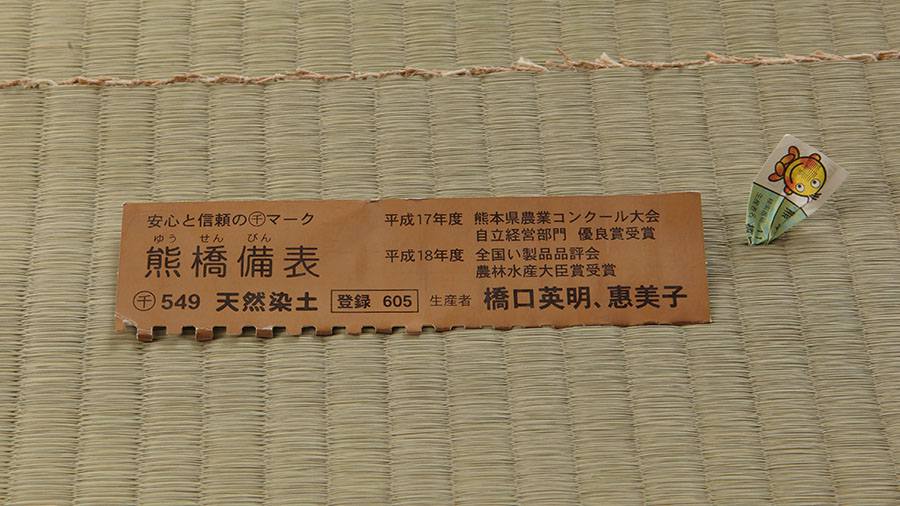 安心と信頼の㊉マーク
ゆう せん びん
熊橋備表
549 天然染土 登録 605
平成17年度 熊本県農業コンクール大会
自立経営部門 優良賞受賞
平成18年度 全国い製品品評会
農林水産大臣賞受賞
生産者 橋口英明、惠美子